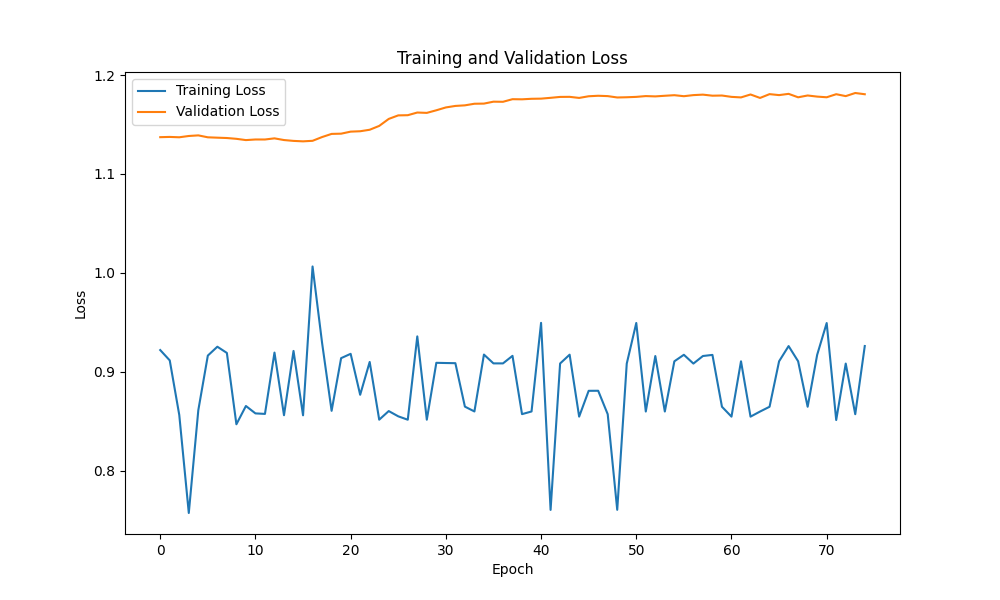 Training and Validation Loss
Training Loss
Validation Loss
1.2
1.1
1.0
0.9
0.8
Loss
0 10 20 30 40 50 60 70
Epoch